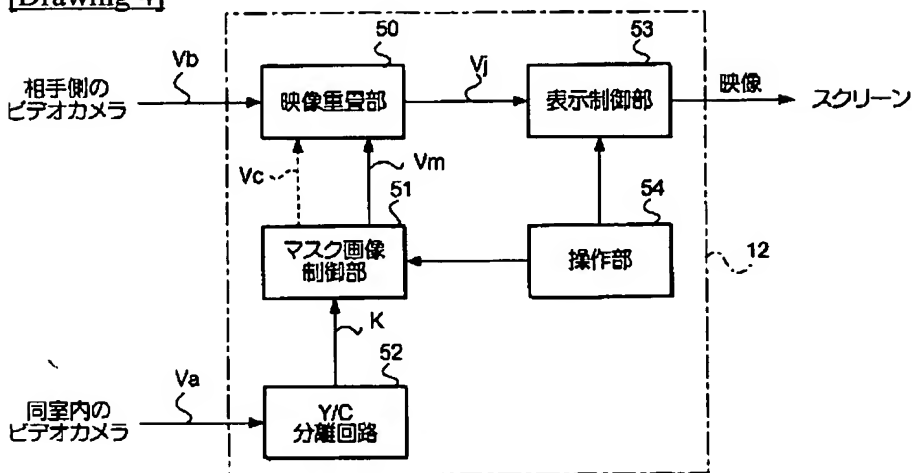 [Drawing 4]
50
53
Vb
Vj
相手側の
ビデオカメラ
映像重畳部
表示制御部
映像
スクリーン
Vc
Vm
51
54
マスク画像
制御部
操作部
12
K
52
Va
同室内の
ビデオカメラ
Y/C
分離回路